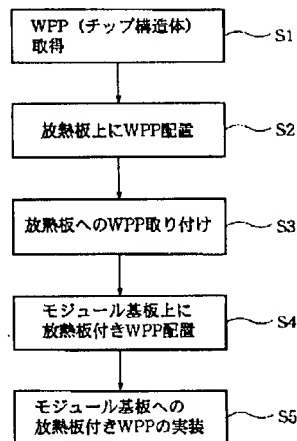 WPP（チップ構造体）
取得
S1
放熱板上にWPP配置
S2
放熱板へのWPP取り付け
S3
モジュール基板上に
放熱板付きWPP配置
S4
モジュール基板への
放熱板付きWPPの実装
S5